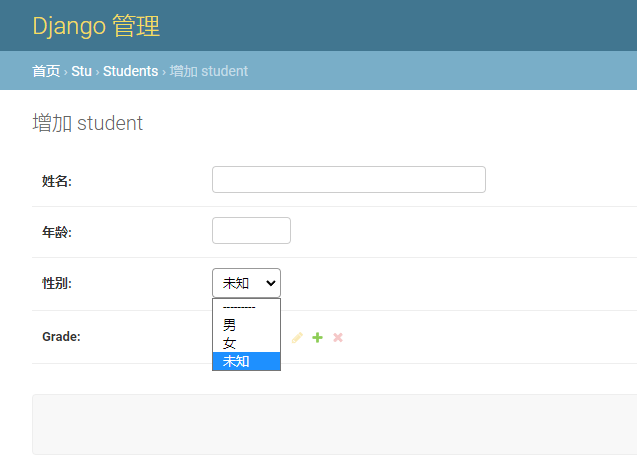 Django 管理
首页 › Stu › Students › 增加 student
增加 student
姓名:
年龄:
性别:
未知
---------
男
女
未知
Grade: